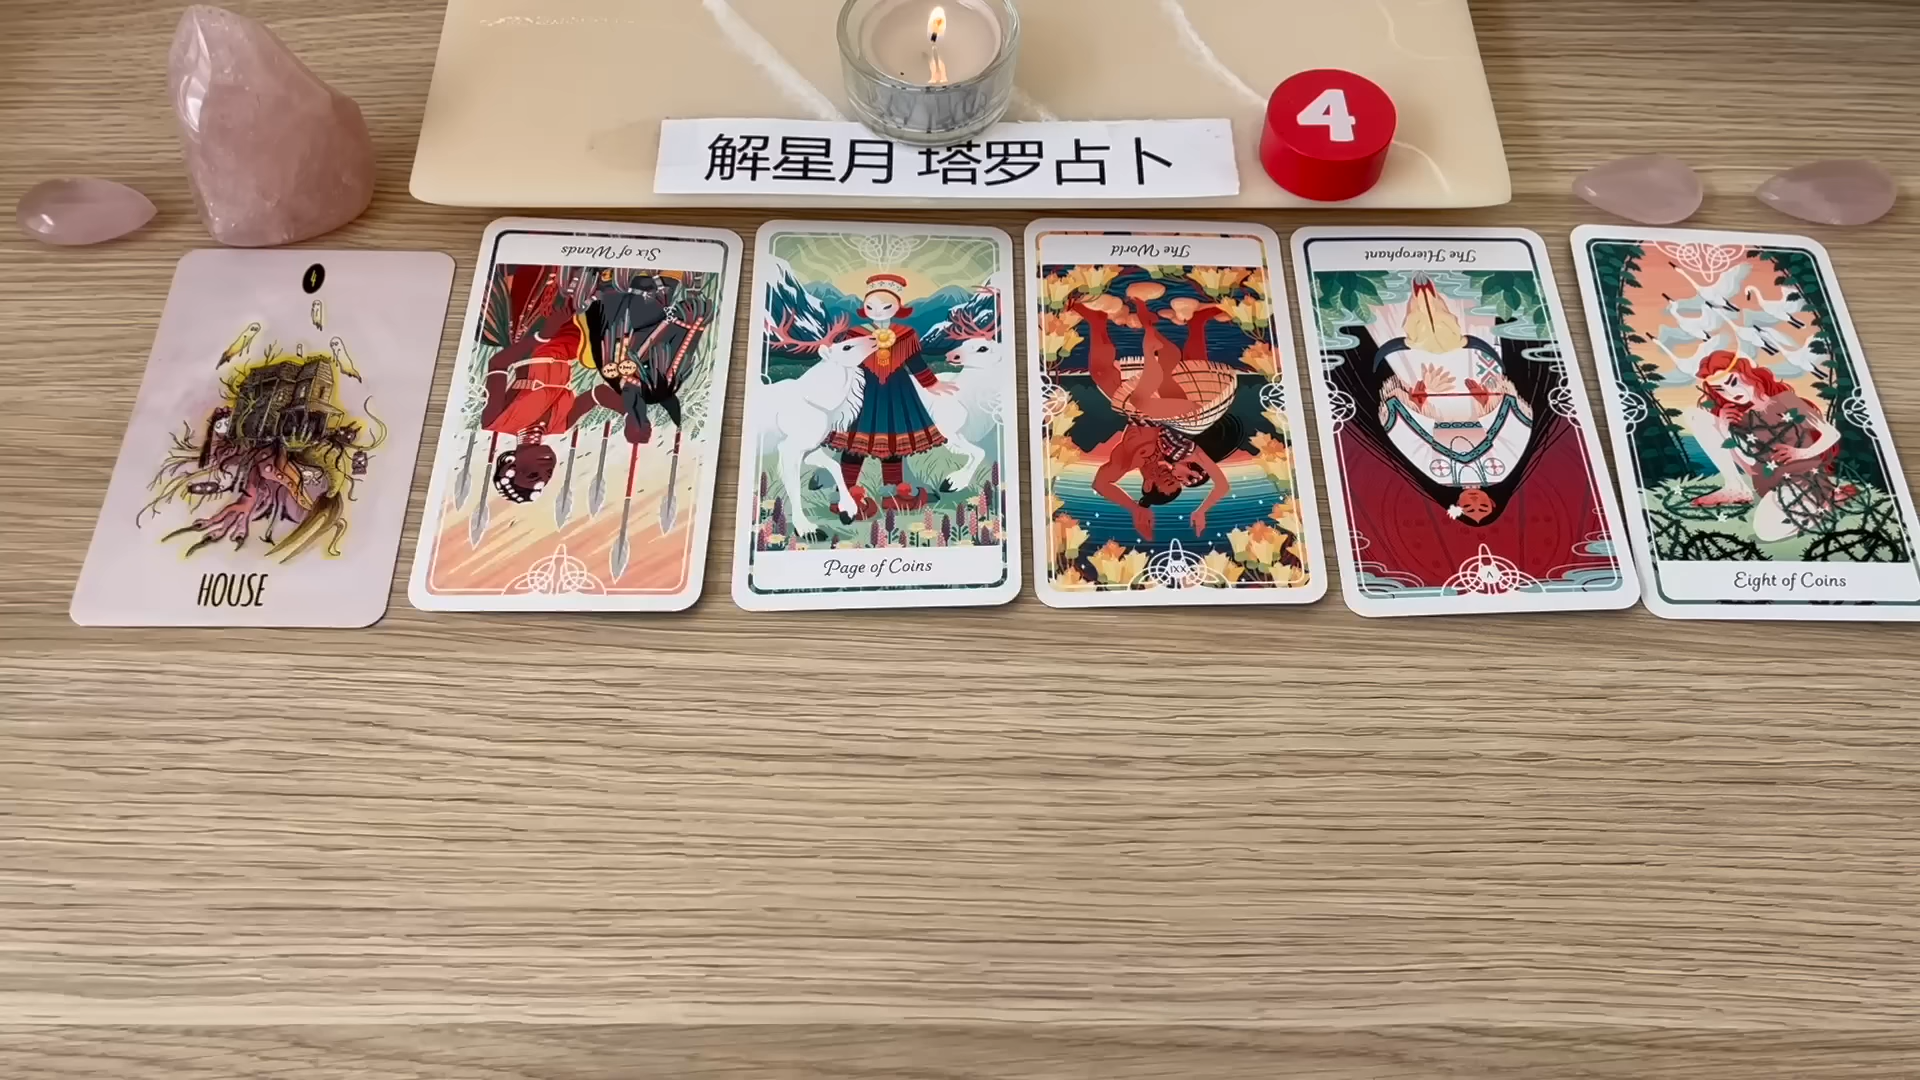 解星月 塔罗占卜
4
4
HOUSE
Six of Wands
Page of Coins
The World
XXI
The Hierophant
V
Eight of Coins